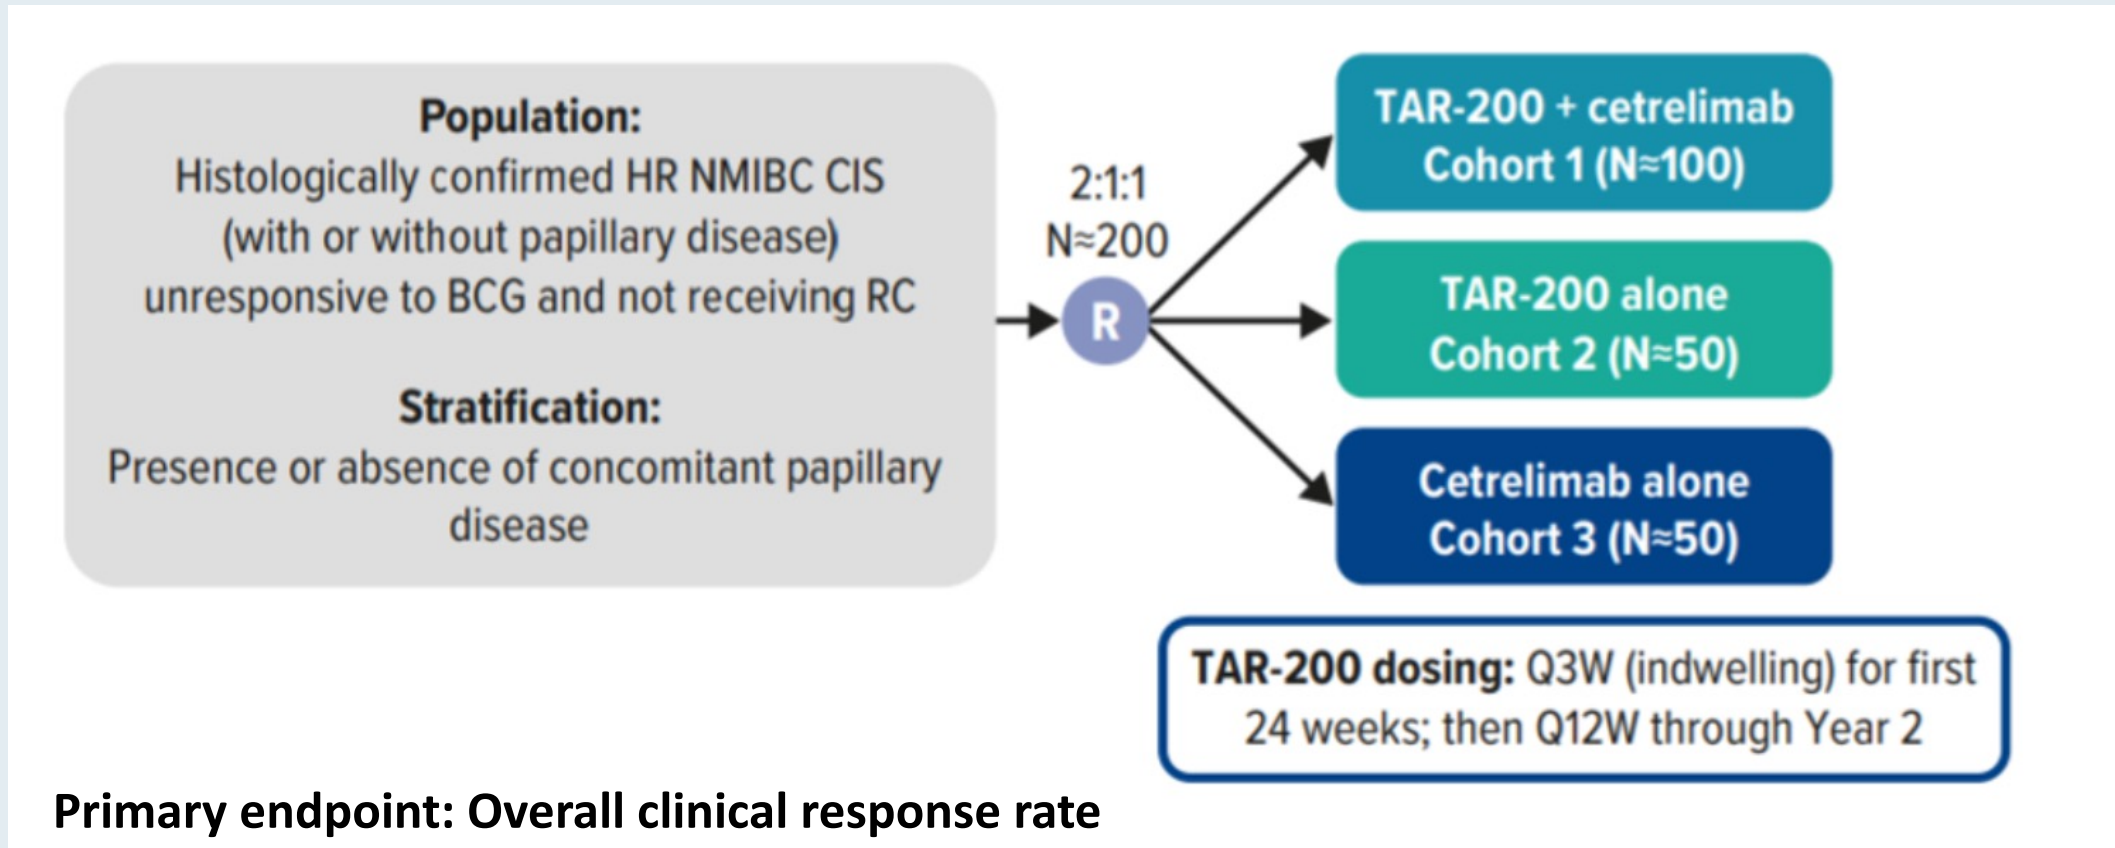 Population:
Histologically confirmed HR NMIBC CIS
(with or without papillary disease)
unresponsive to BCG and not receiving RC
Stratification:
Presence or absence of concomitant papillary
disease
2:1:1
N≈200
R
TAR-200 + cetrelimab
Cohort 1 (N≈100)
TAR-200 alone
Cohort 2 (N≈50)
Cetrelimab alone
Cohort 3 (N≈50)
TAR-200 dosing: Q3W (indwelling) for first
24 weeks; then Q12W through Year 2
Primary endpoint: Overall clinical response rate